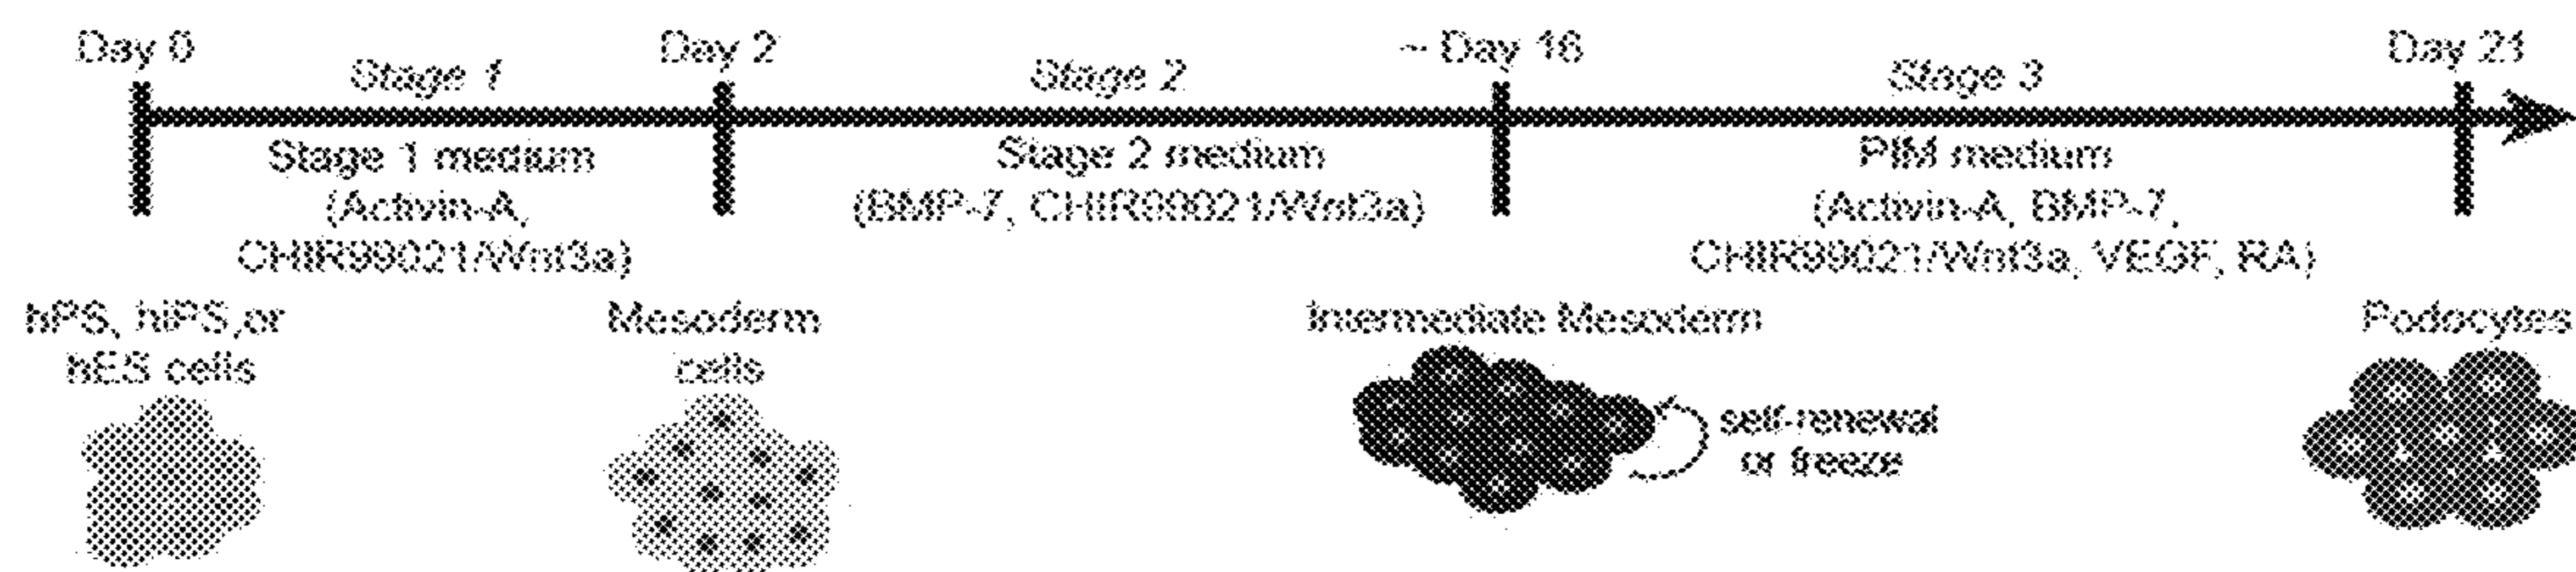 Day 0
Stage 1
Day 2
Stage 2
~ Day 16
Stage 3
Day 21
Stage 1 medium
(Activin-A,
CHIR99021/Wnt3a)
Stage 2 medium
(BMP-7, CHIR99021/Wnt3a)
PIM medium
(Activin-A, BMP-7,
CHIR99021/Wnt3a, VEGF, RA)
hPS, hiPS,or
hES cells
Mesoderm
cells
Intermediate Mesoderm
self-renewal
or freeze
Podocytes